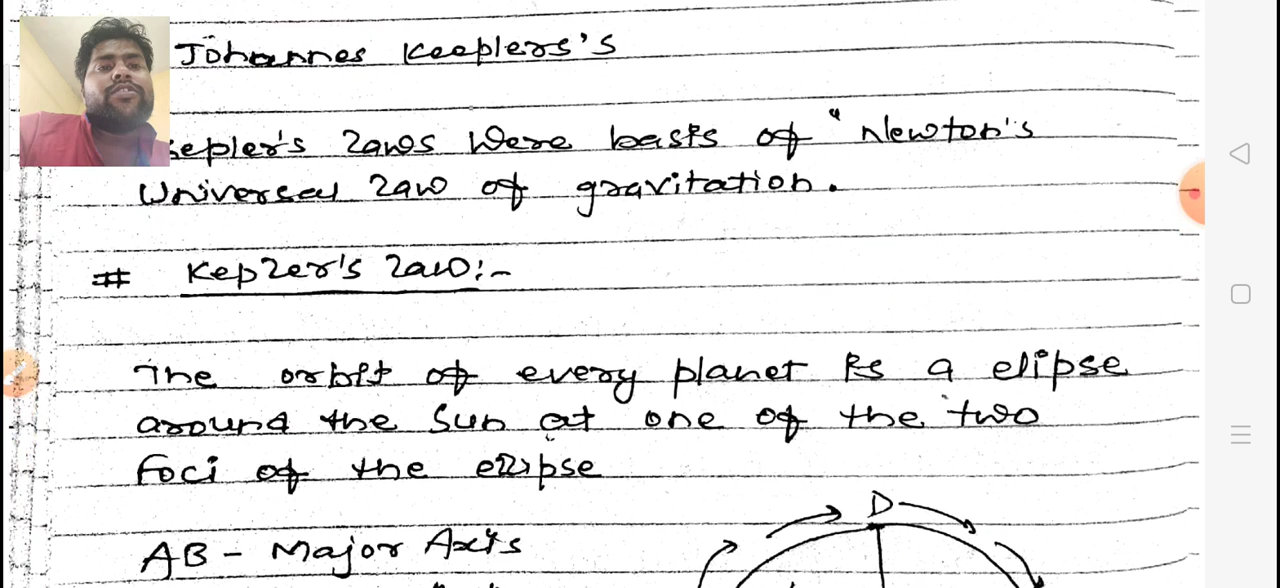 Johannes Keeplers's
Kepler's laws were basis of "Newton's
Universal law of gravitation.
# Kepler's law:-
The orbit of every planet is a elipse
around the Sun at one of the two
foci of the ellipse
D
AB - Major Axis